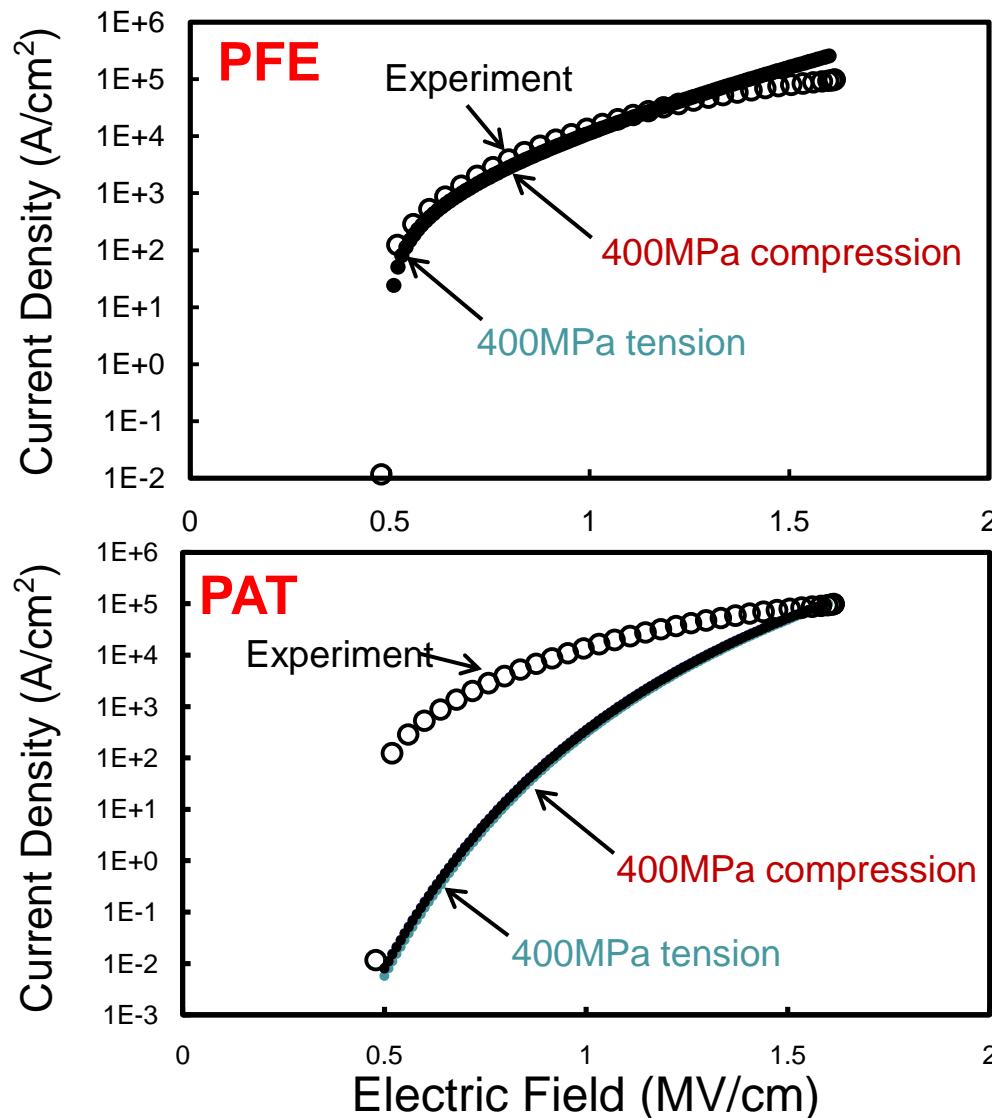 PFE
Current Density (A/cm²)
1E+6
1E+5
1E+4
1E+3
1E+2
1E+1
1E+0
1E-1
1E-2
Experiment
400MPa compression
400MPa tension
0
0.5
1
1.5
2
PAT
Current Density (A/cm²)
1E+6
1E+5
1E+4
1E+3
1E+2
1E+1
1E+0
1E-1
1E-2
1E-3
Experiment
400MPa compression
400MPa tension
0
0.5
1
1.5
2
Electric Field (MV/cm)